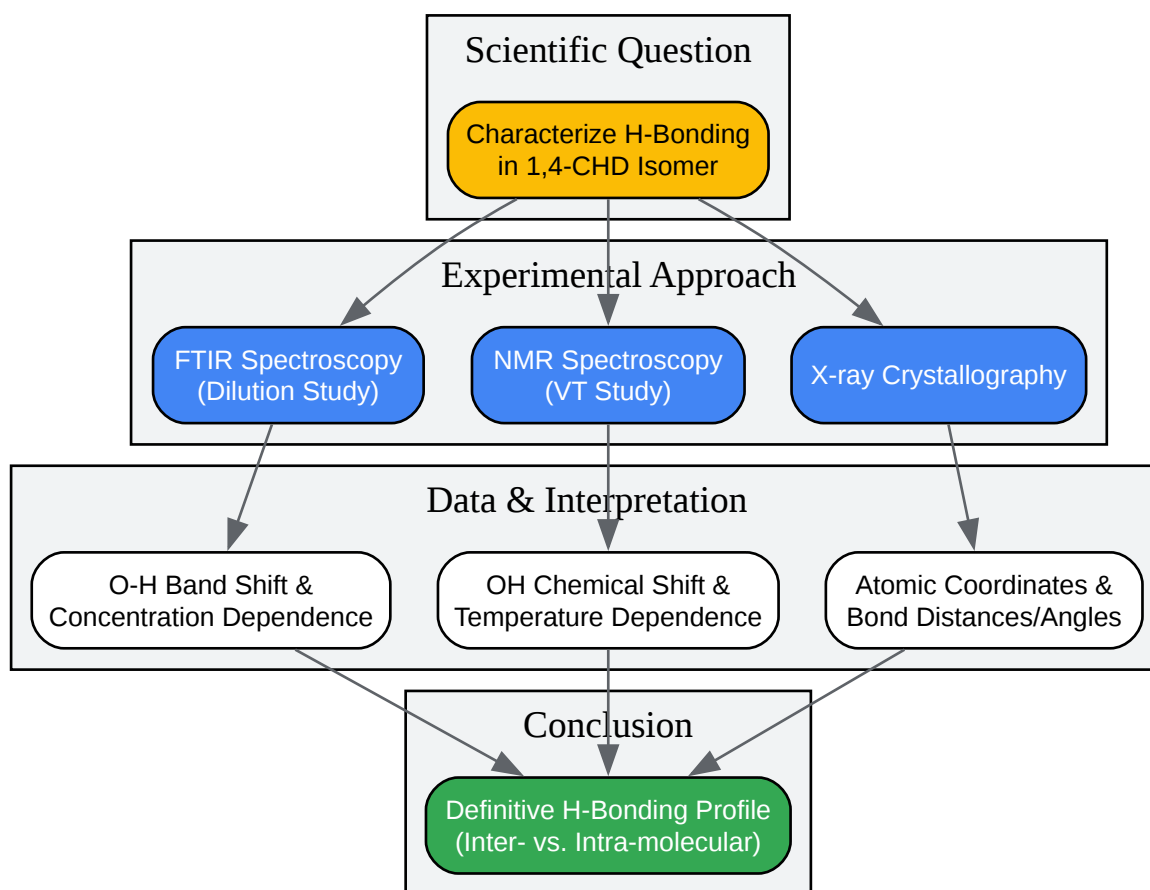 Scientific Question
Characterize H-Bonding
in 1,4-CHD Isomer
Experimental Approach
FTIR Spectroscopy
(Dilution Study)
NMR Spectroscopy
(VT Study)
X-ray Crystallography
Data & Interpretation
O-H Band Shift &
Concentration Dependence
OH Chemical Shift &
Temperature Dependence
Atomic Coordinates &
Bond Distances/Angles
Conclusion
Definitive H-Bonding Profile
(Inter- vs. Intra-molecular)